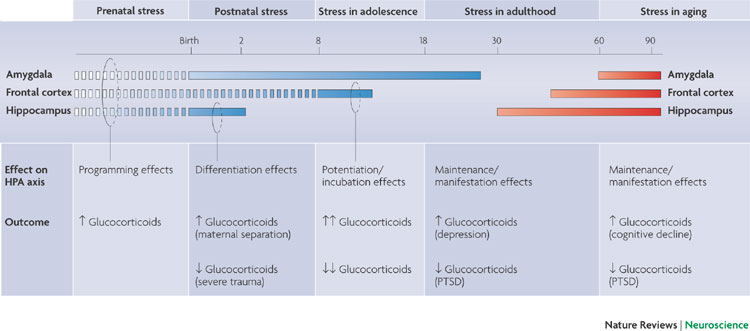 Prenatal stress Postnatal stress Stress in adolescence Stress in adulthood Stress in aging
Birth 2 8 18 30 60 90
Amygdala Amygdala
Frontal cortex Frontal cortex
Hippocampus Hippocampus
Effect on Programming effects Differentiation effects Potentiation/ Maintenance/ Maintenance/
HPA axis incubation effects manifestation effects manifestation effects
Outcome ↑ Glucocorticoids ↑ Glucocorticoids ↑↑ Glucocorticoids ↑ Glucocorticoids ↑ Glucocorticoids
(maternal separation) (depression) (cognitive decline)
↓ Glucocorticoids ↓↓ Glucocorticoids ↓ Glucocorticoids ↓ Glucocorticoids
(severe trauma) (PTSD) (PTSD)
Nature Reviews | Neuroscience